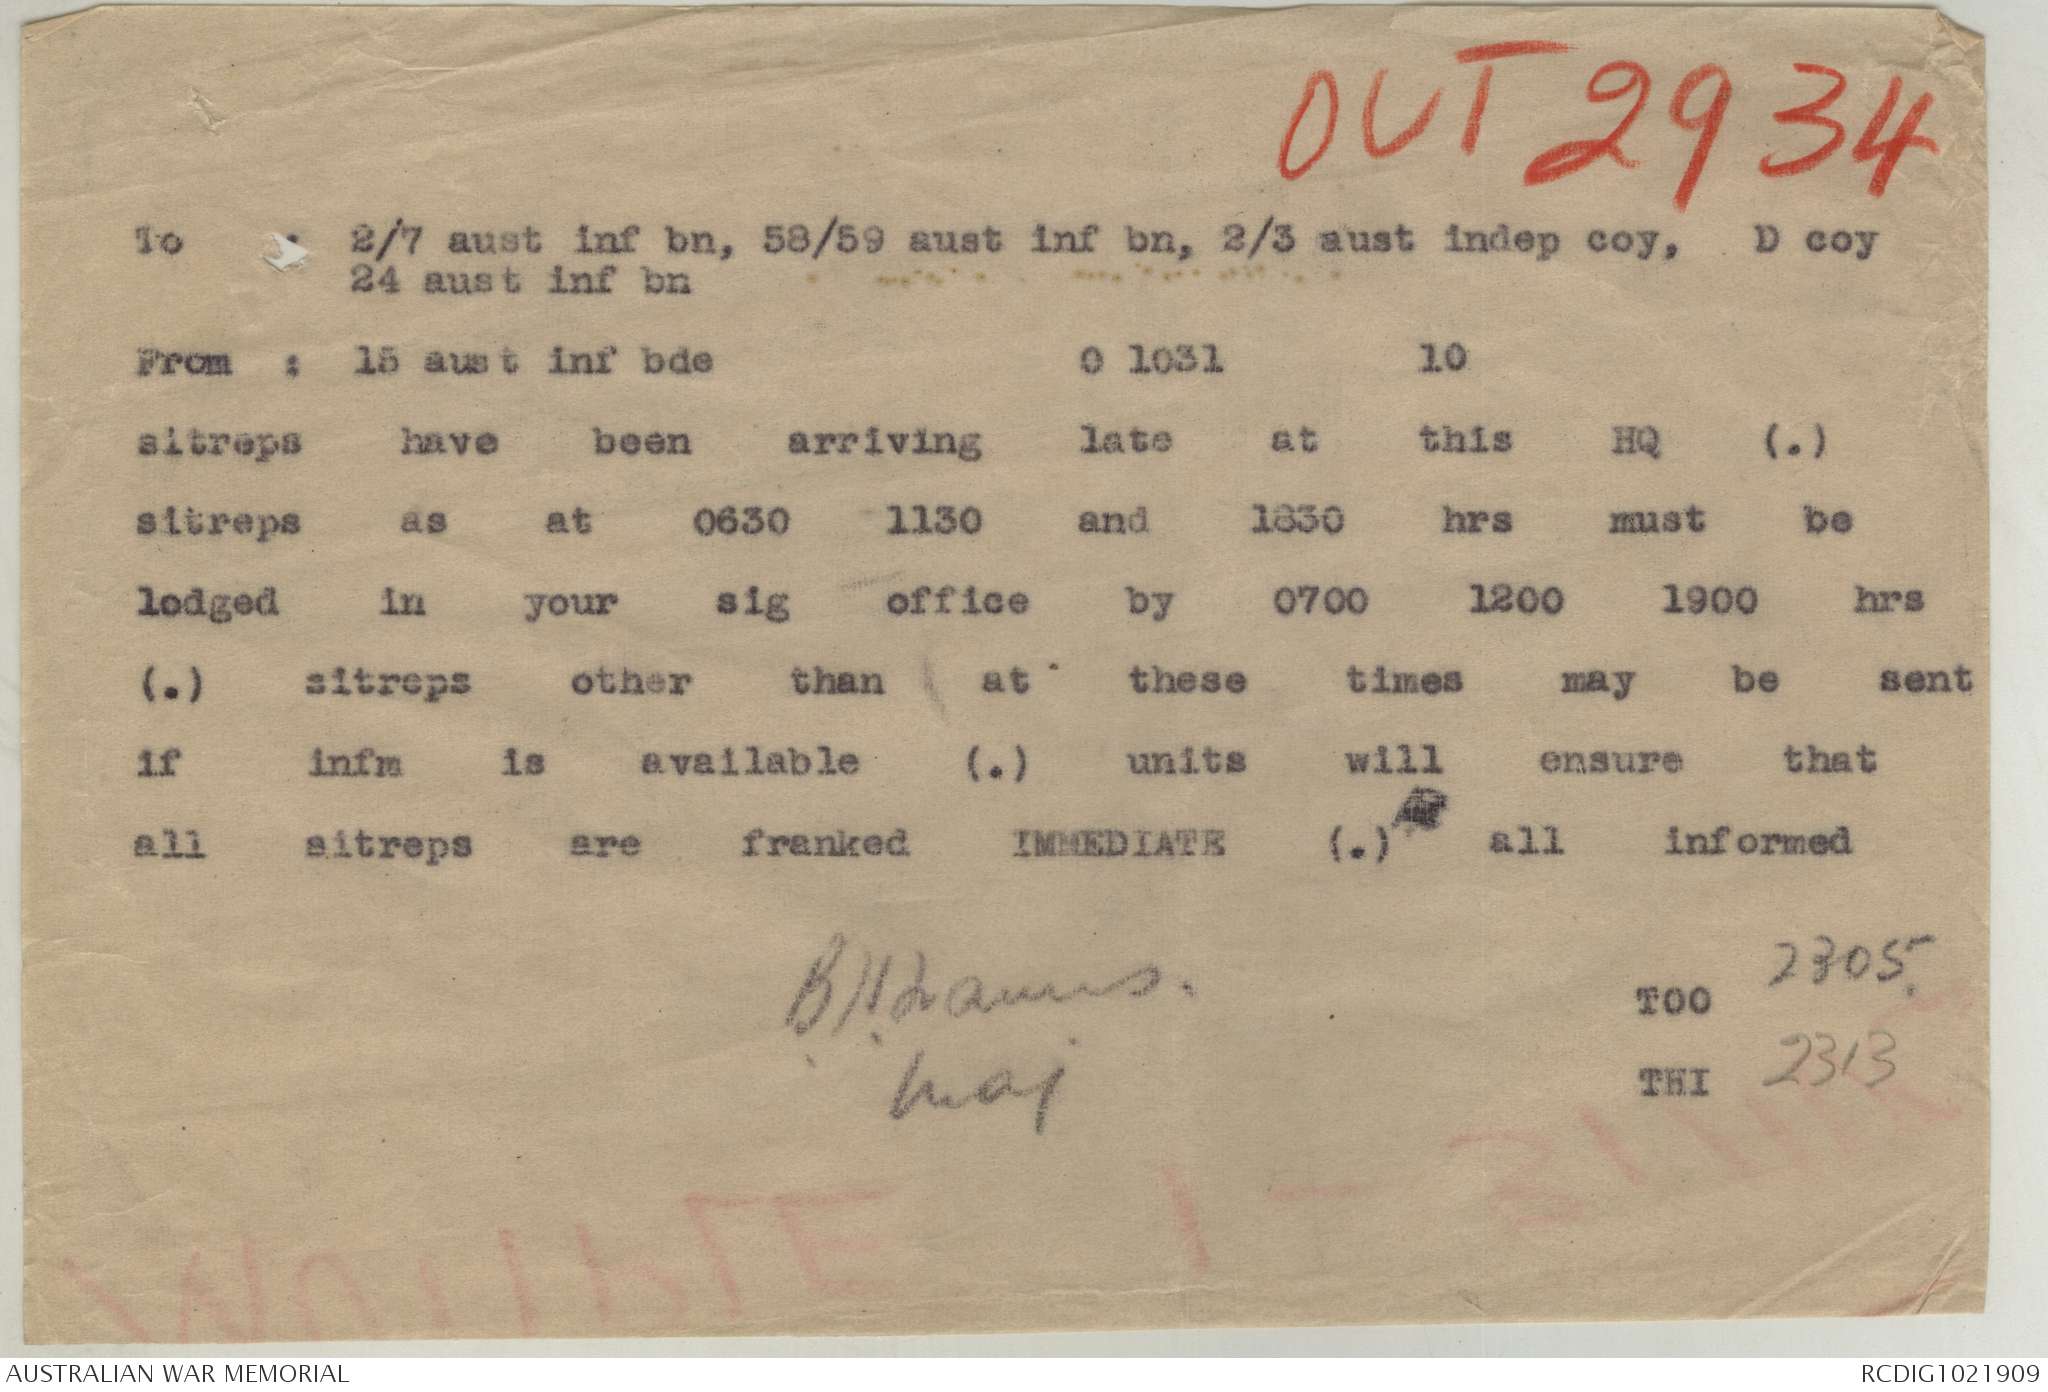 OUT 2934
To : 2/7 aust inf bn, 58/59 aust inf bn, 2/3 aust indep coy, D coy
24 aust inf bn
From : 15 aust inf bde O 1031 10
sitreps have been arriving late at this HQ (.)
sitreps as at 0630 1130 and 1830 hrs must be
lodged in your sig office by 0700 1200 1900 hrs
(.) sitreps other than at these times may be sent
if infm is available (.) units will ensure that
all sitreps are franked IMMEDIATE (.) all informed
TOO 2305.
Maj
THI 2313
AUSTRALIAN WAR MEMORIAL
RCDIG1021909